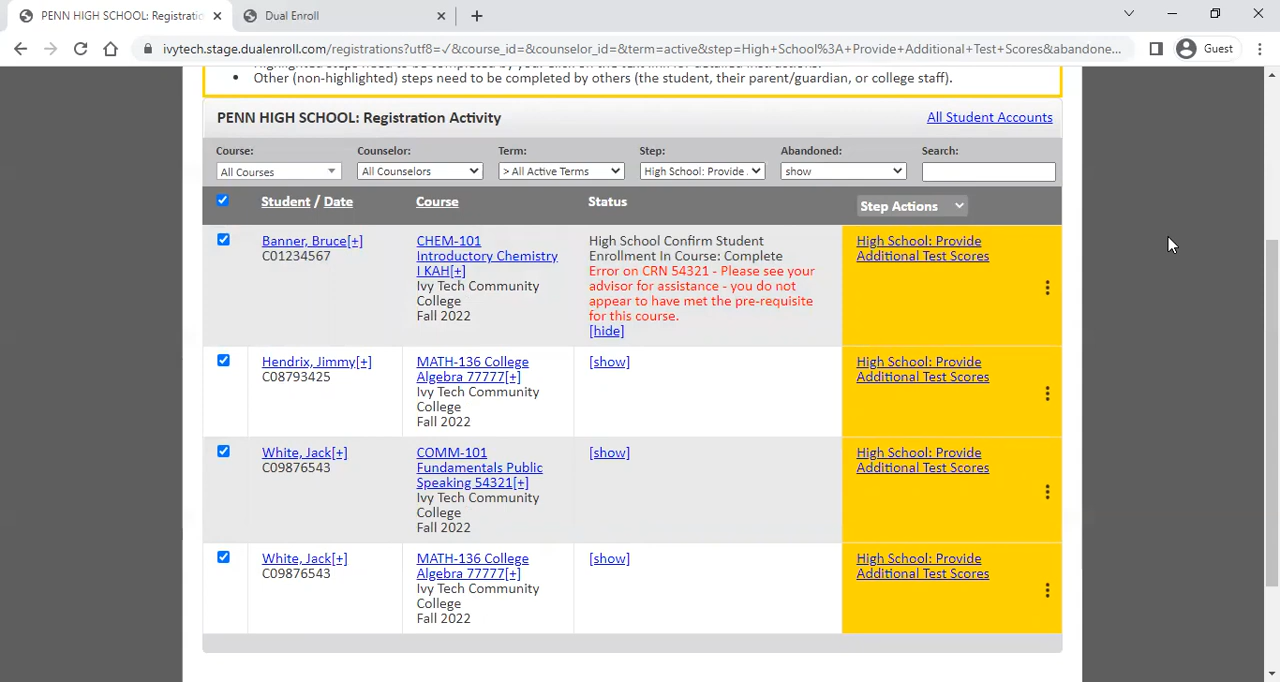 PENN HIGH SCHOOL: Registratio
Dual Enroll
ivytech.stage.dualenroll.com/registrations?utf8=✓&course_id=&counselor_id=&term=active&step=High+School%3A+Provide+Additional+Test+Scores&abandone...
Guest
• Other (non-highlighted) steps need to be completed by others (the student, their parent/guardian, or college staff).
PENN HIGH SCHOOL: Registration Activity
All Student Accounts
Course: Counselor: Term: Step: Abandoned: Search:
All Courses All Counselors > All Active Terms High School: Provide show
Student / Date Course Status Step Actions
Banner, Bruce[+]
C01234567
CHEM-101
Introductory Chemistry
I KAH[+]
Ivy Tech Community
College
Fall 2022
High School Confirm Student
Enrollment In Course: Complete
Error on CRN 54321 - Please see your
advisor for assistance - you do not
appear to have met the pre-requisite
for this course.
[hide]
High School: Provide
Additional Test Scores
Hendrix, Jimmy[+]
C08793425
MATH-136 College
Algebra 77777[+]
Ivy Tech Community
College
Fall 2022
[show]
High School: Provide
Additional Test Scores
White, Jack[+]
C09876543
COMM-101
Fundamentals Public
Speaking 54321[+]
Ivy Tech Community
College
Fall 2022
[show]
High School: Provide
Additional Test Scores
White, Jack[+]
C09876543
MATH-136 College
Algebra 77777[+]
Ivy Tech Community
College
Fall 2022
[show]
High School: Provide
Additional Test Scores